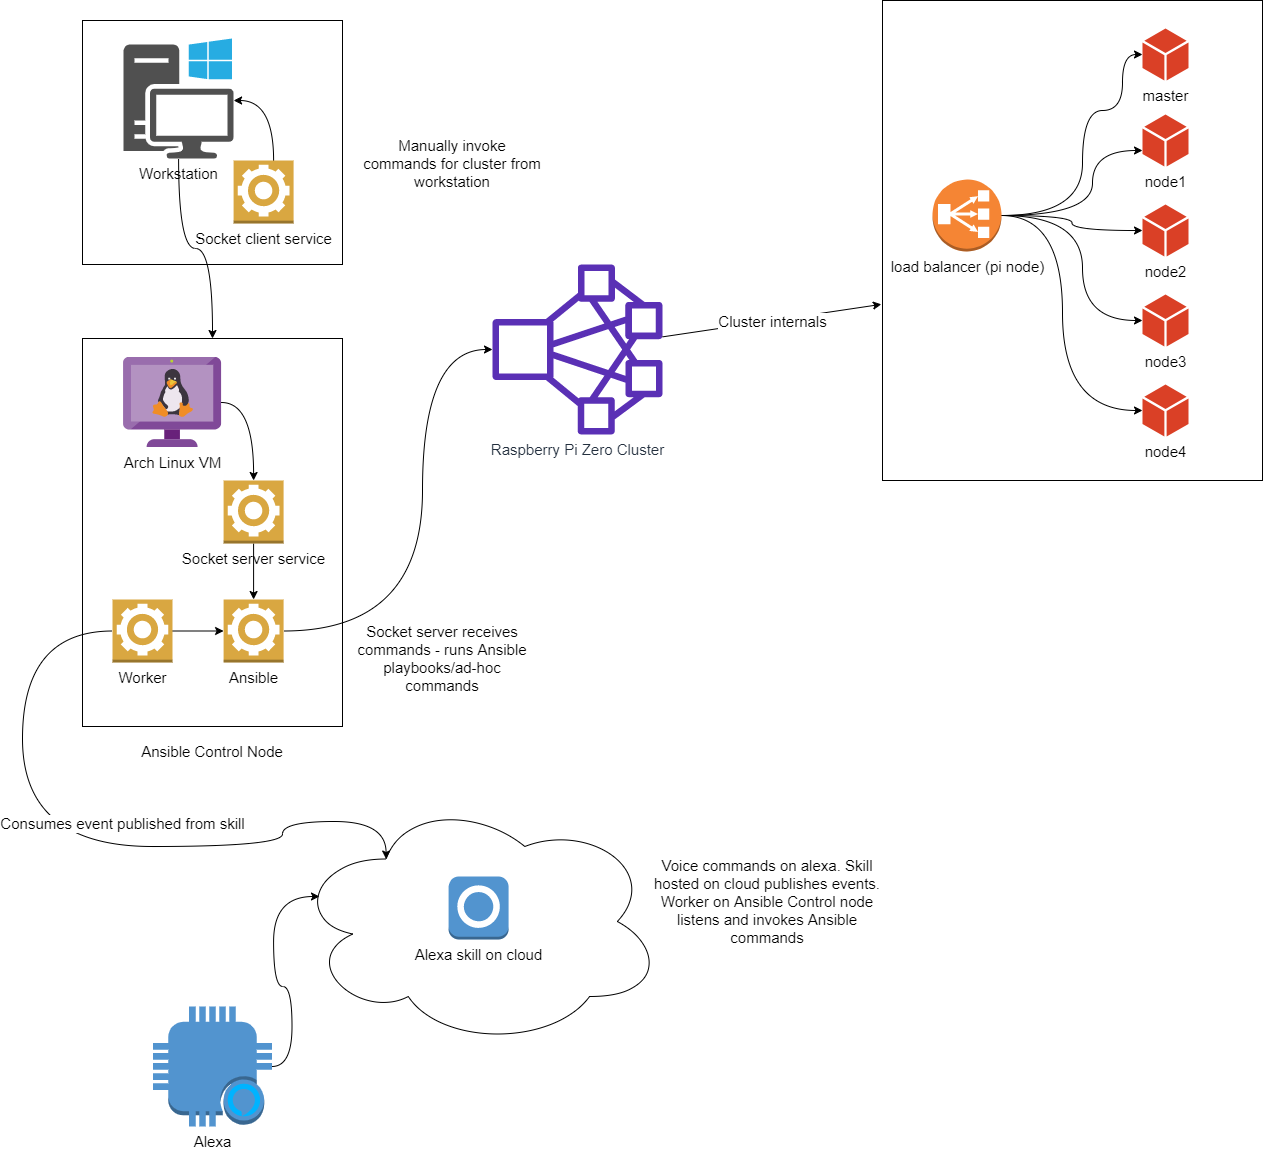 Workstation
Socket client service
Manually invoke
commands for cluster from
workstation
master
node1
node2
node3
node4
load balancer (pi node)
Cluster internals
Raspberry Pi Zero Cluster
Arch Linux VM
Socket server service
Worker
Ansible
Socket server receives
commands - runs Ansible
playbooks/ad-hoc
commands
Ansible Control Node
Consumes event published from skill
Alexa skill on cloud
Voice commands on alexa. Skill
hosted on cloud publishes events.
Worker on Ansible Control node
listens and invokes Ansible
commands
Alexa